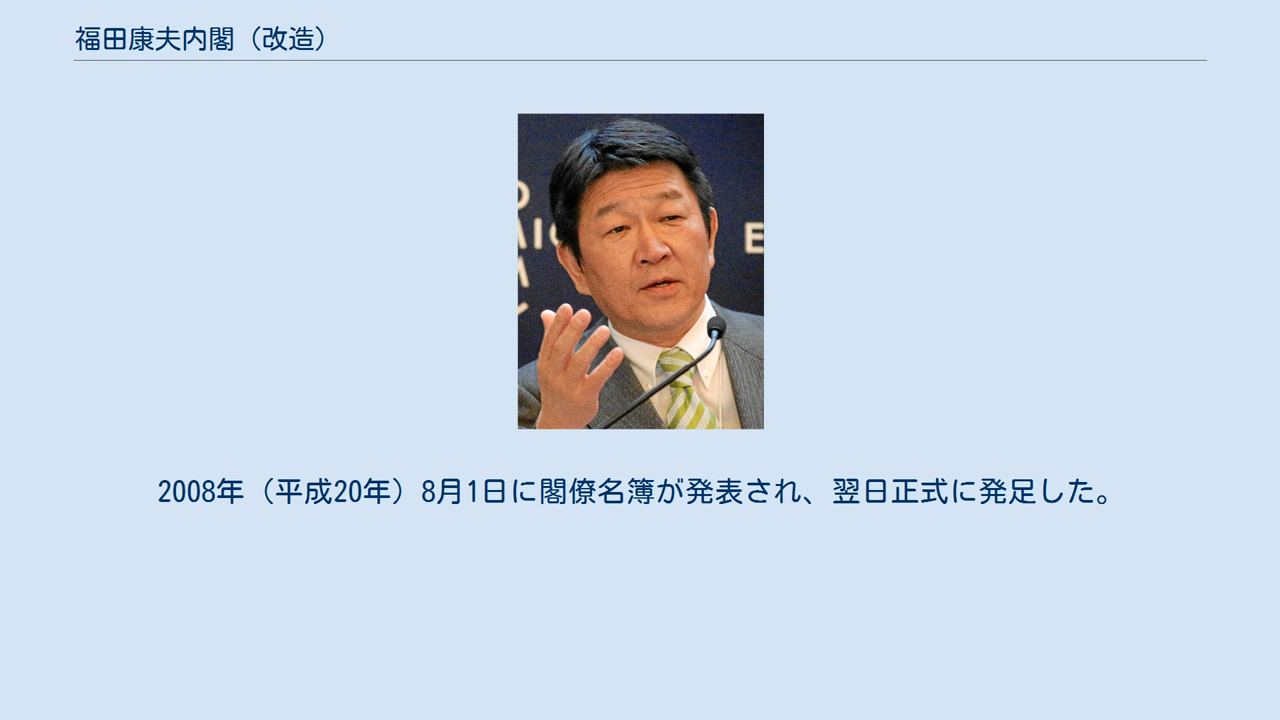 福田康夫内閣（改造）
O
MIC
M
E
2008年（平成20年）8月1日に閣僚名簿が発表され、翌日正式に発足した。